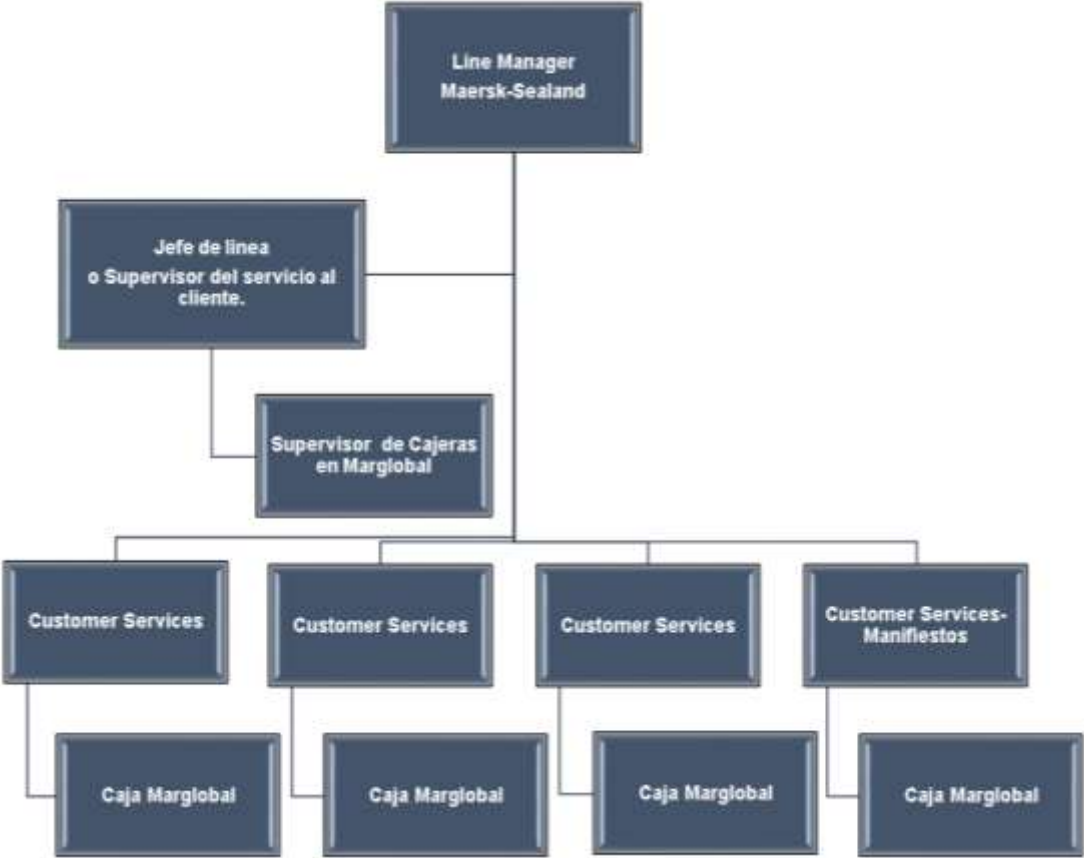 Line Manager
Maersk-Sealand
Jefe de linea
o Supervisor del servicio al
cliente.
Supervisor de Cajeras
en Marglobal
Customer Services
Customer Services
Customer Services
Customer Services-
Manifiestos
Caja Marglobal
Caja Marglobal
Caja Marglobal
Caja Marglobal